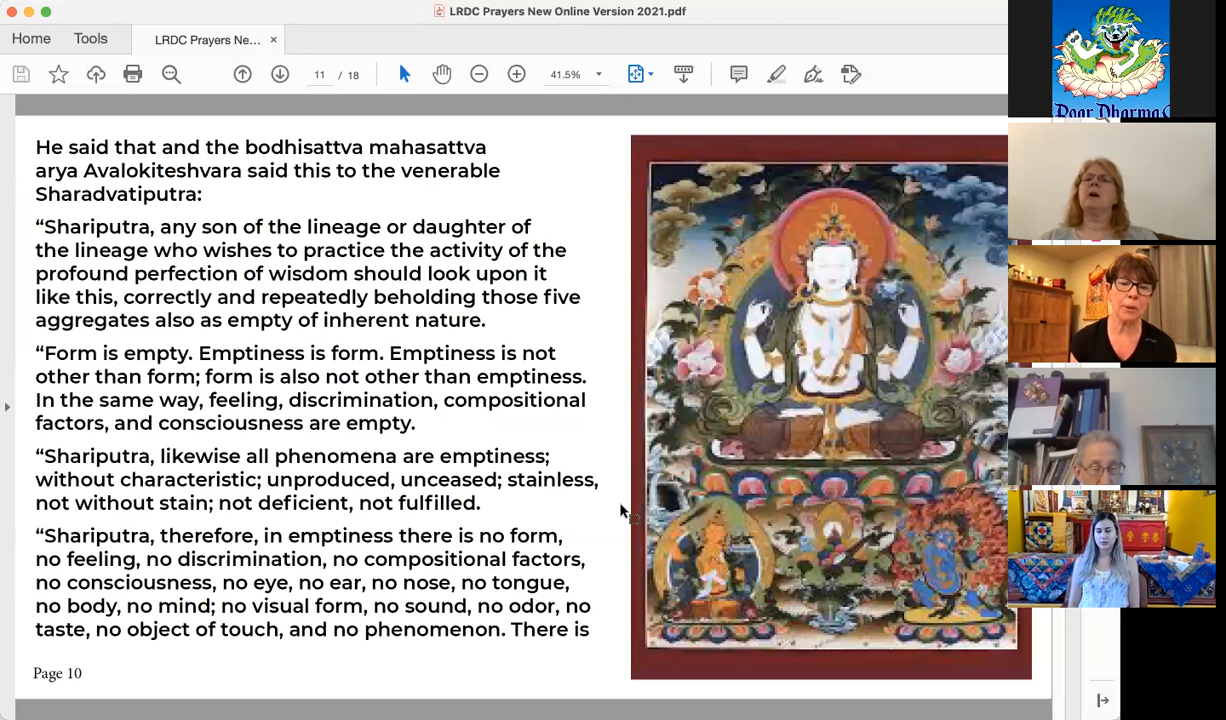 LRDC Prayers New Online Version 2021.pdf
Home
Tools
LRDC Prayers Ne...
×
11 / 18
41.5%
He said that and the bodhisattva mahasattva
arya Avalokiteshvara said this to the venerable
Sharadvatiputra:
“Shariputra, any son of the lineage or daughter of
the lineage who wishes to practice the activity of the
profound perfection of wisdom should look upon it
like this, correctly and repeatedly beholding those five
aggregates also as empty of inherent nature.
“Form is empty. Emptiness is form. Emptiness is not
other than form; form is also not other than emptiness.
In the same way, feeling, discrimination, compositional
factors, and consciousness are empty.
“Shariputra, likewise all phenomena are emptiness;
without characteristic; unproduced, unceased; stainless,
not without stain; not deficient, not fulfilled.
“Shariputra, therefore, in emptiness there is no form,
no feeling, no discrimination, no compositional factors,
no consciousness, no eye, no ear, no nose, no tongue,
no body, no mind; no visual form, no sound, no odor, no
taste, no object of touch, and no phenomenon. There is
Page 10
Roar Dharma